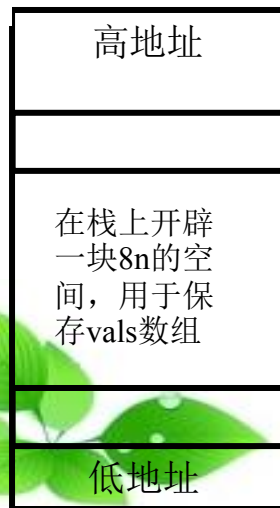 高地址
在栈上开辟
一块8n的空
间，用于保
存vals数组
低地址